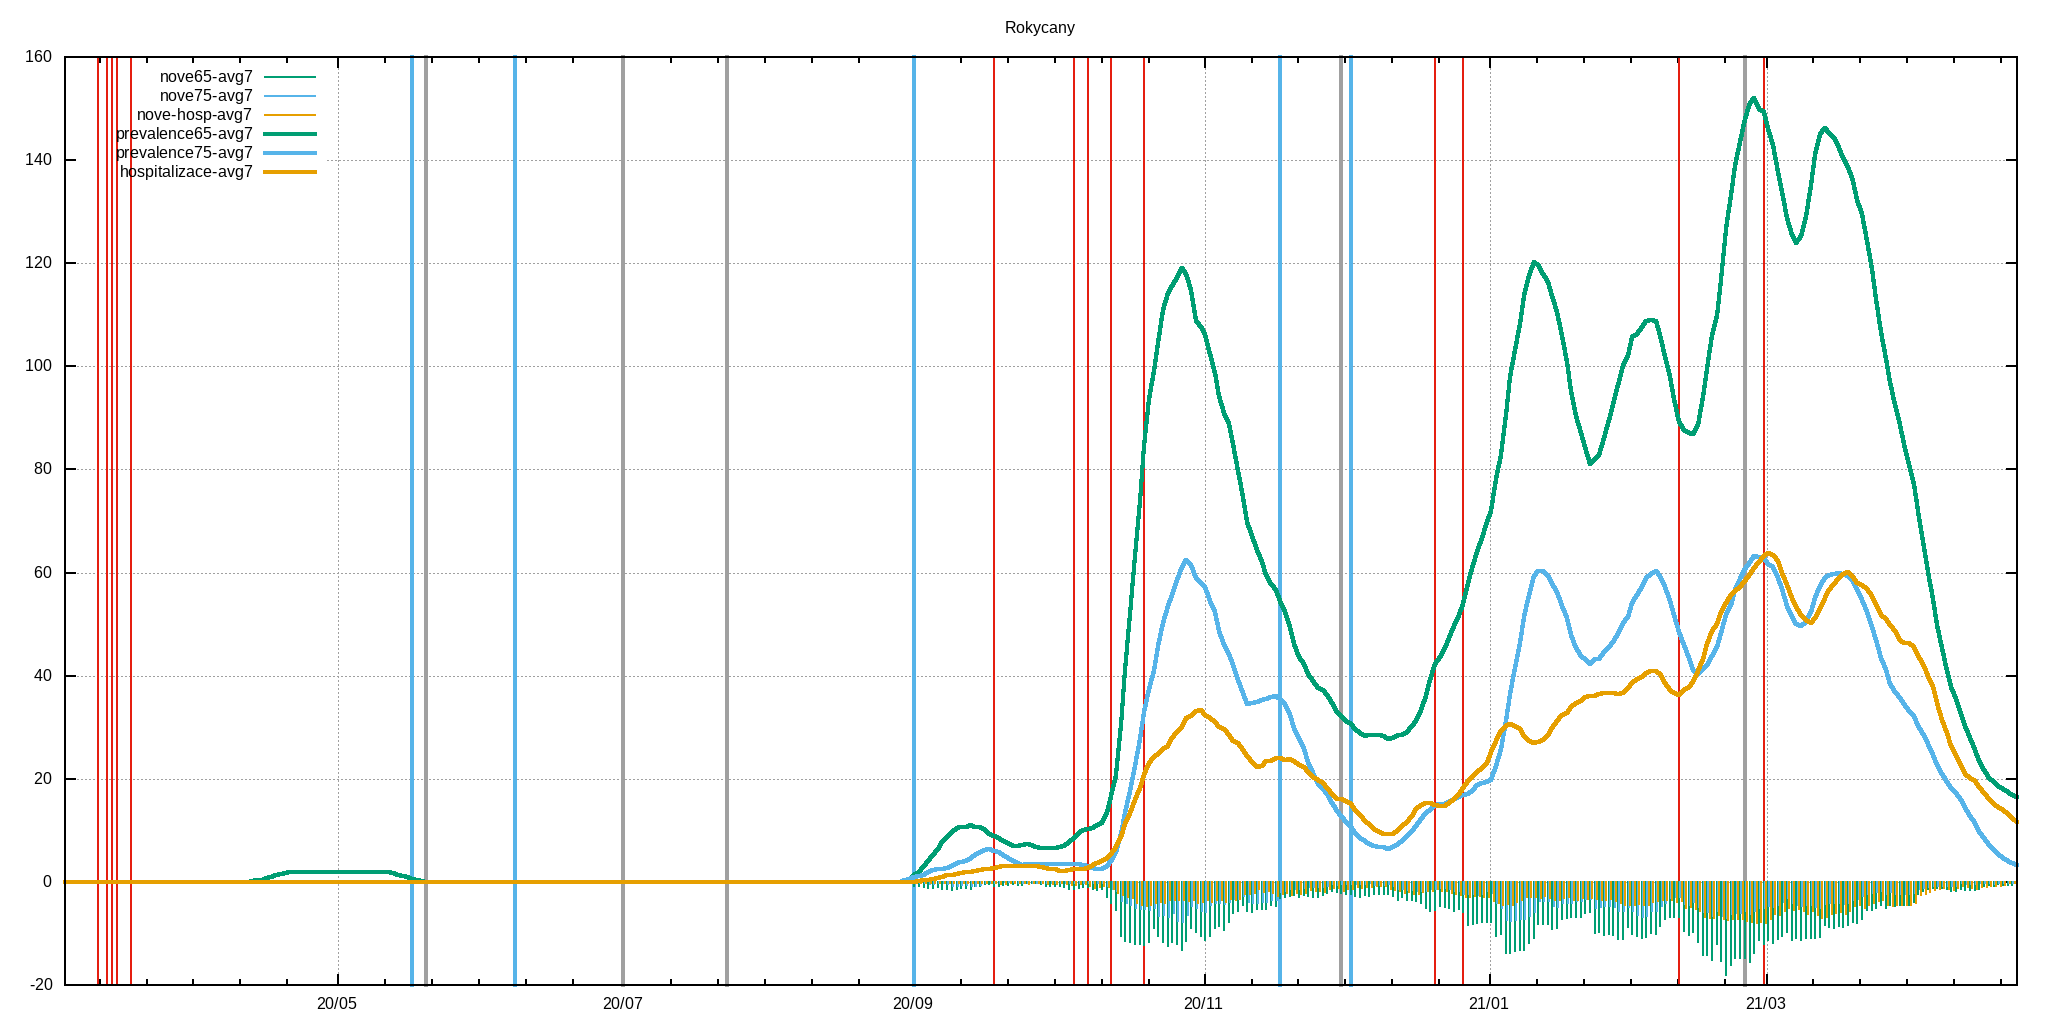 Rokycany
160
140
120
100
80
60
40
20
0
-20
nove65-avg7
nove75-avg7
nove-hosp-avg7
prevalence65-avg7
prevalence75-avg7
hospitalizace-avg7
20/05 20/07 20/09 20/11 21/01 21/03